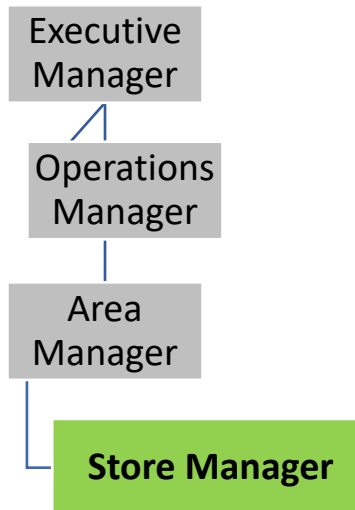 Executive
Manager
Operations
Manager
Area
Manager
Store Manager